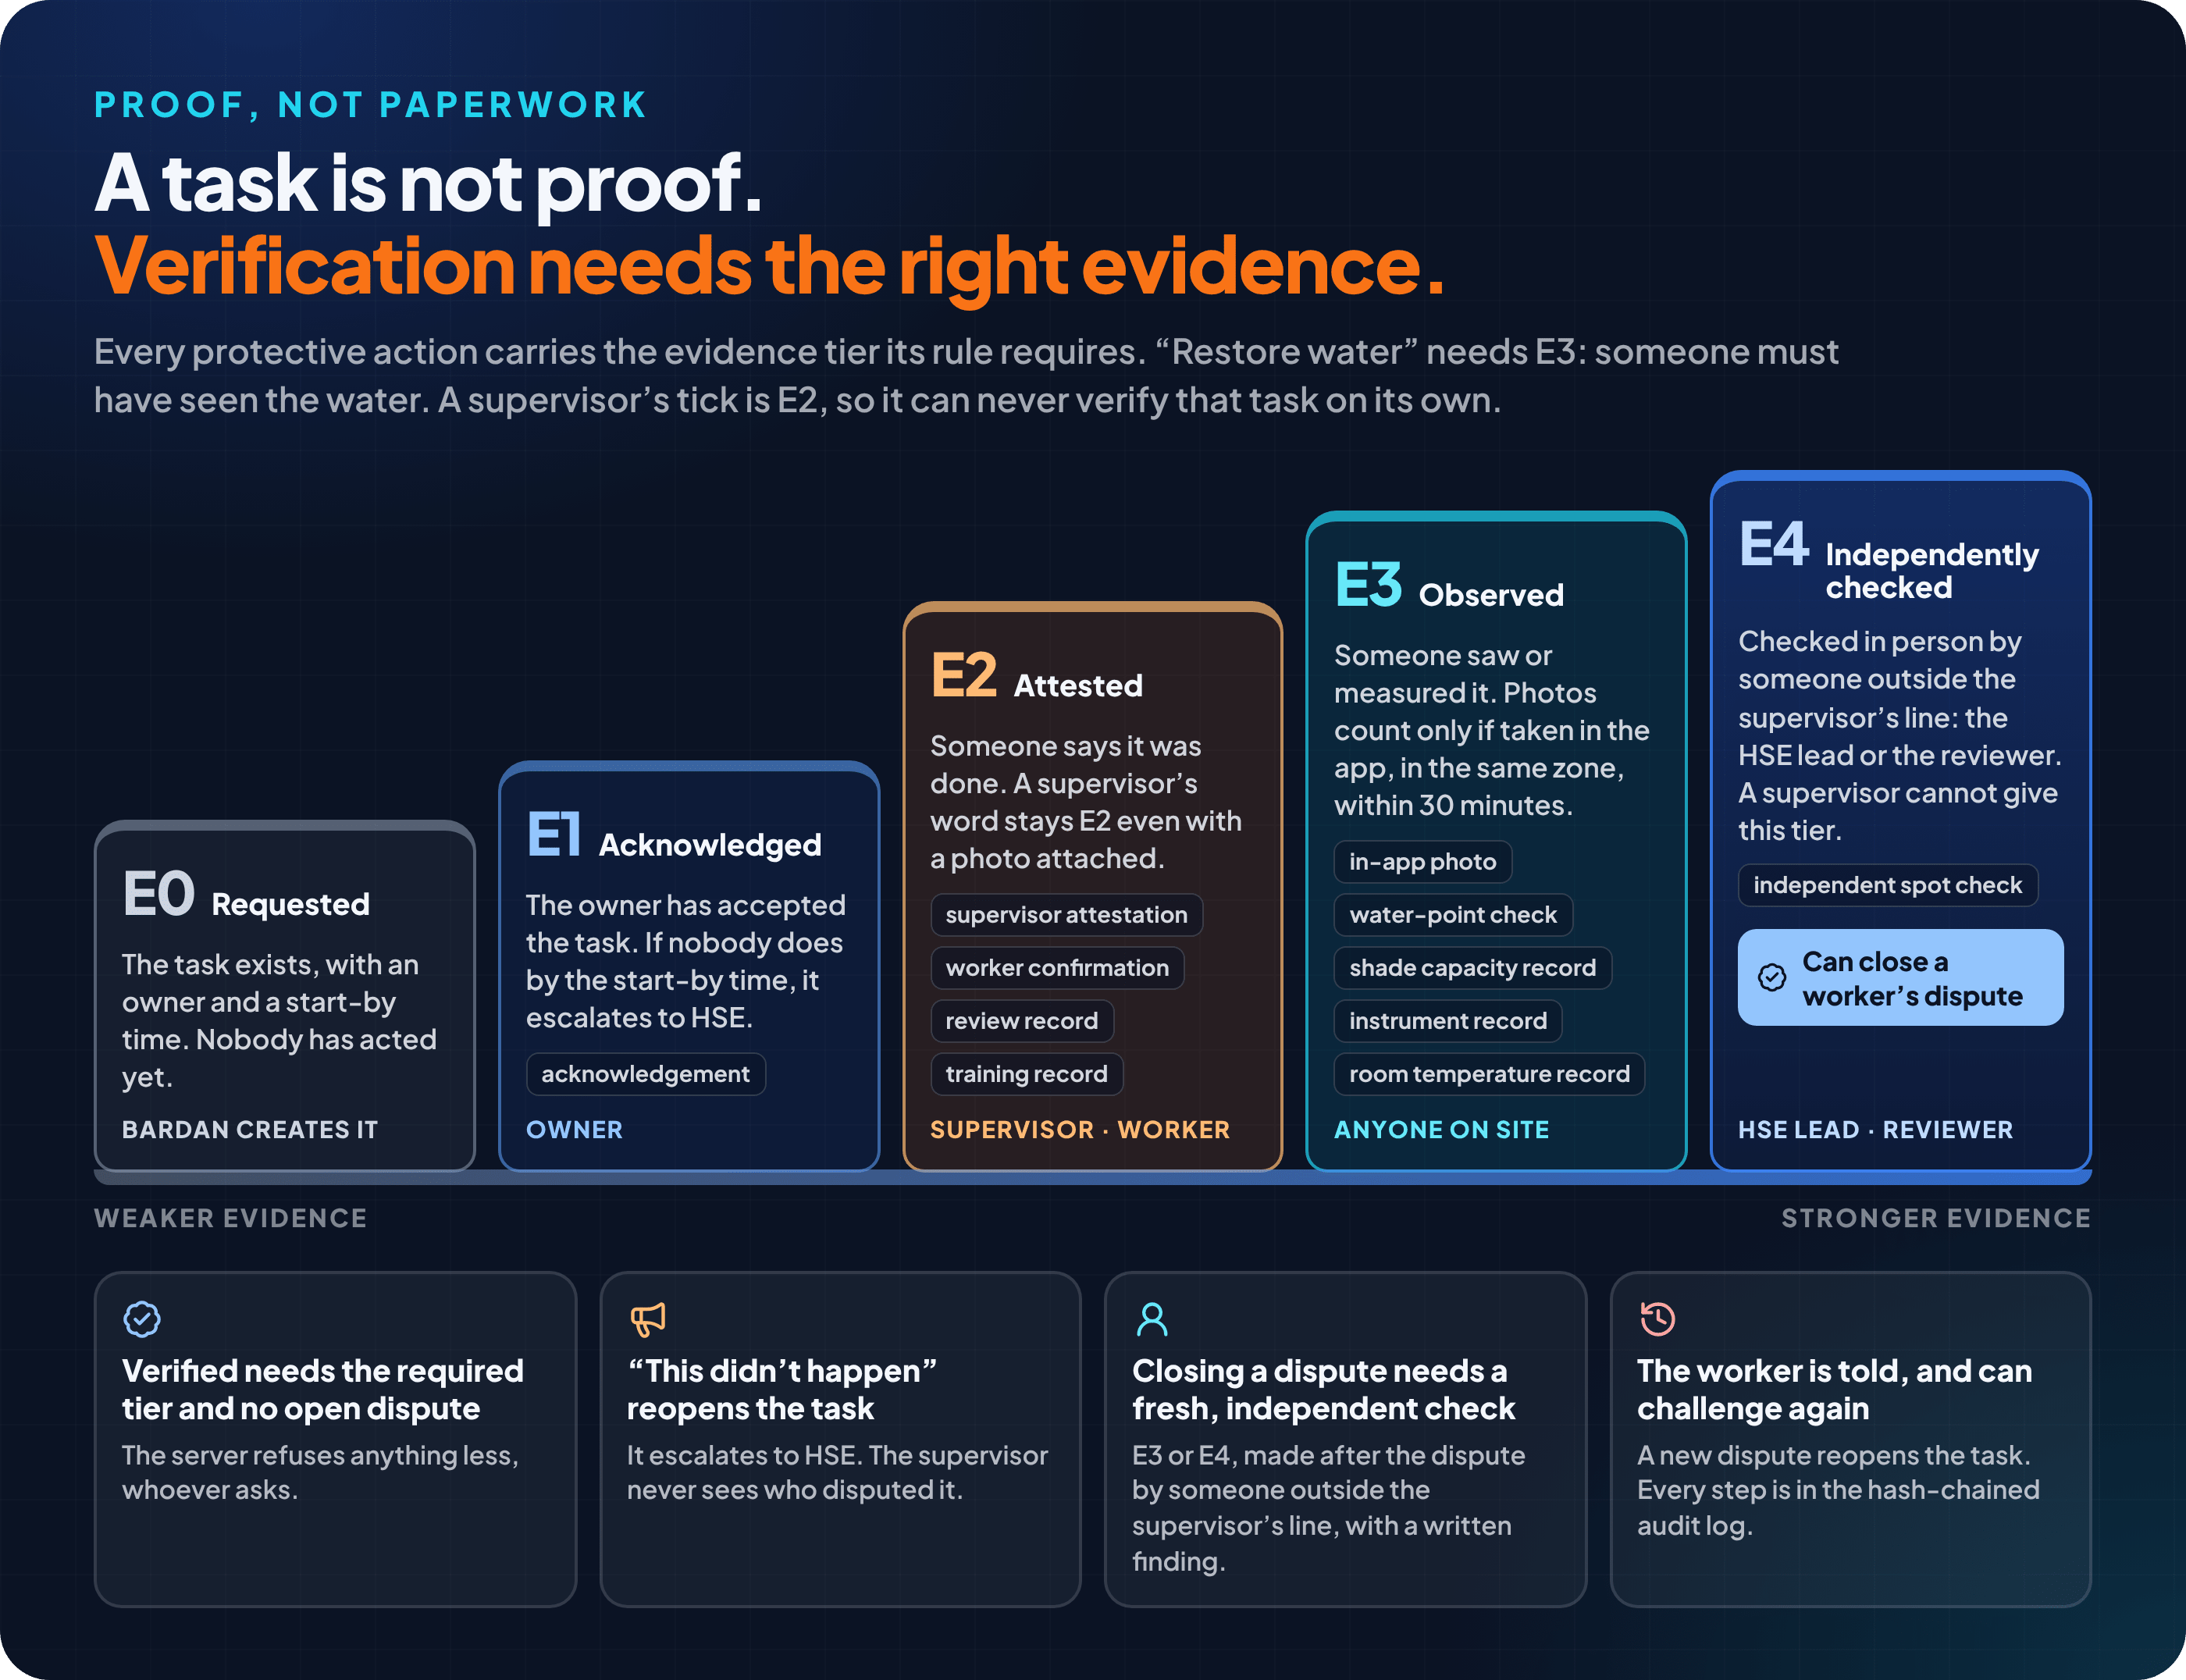 PROOF, NOT PAPERWORK
A task is not proof.
Verification needs the right evidence.
Every protective action carries the evidence tier its rule requires. “Restore water” needs E3: someone must
have seen the water. A supervisor’s tick is E2, so it can never verify that task on its own.
E0 Requested
The task exists, with an
owner and a start-by
time. Nobody has acted
yet.
BARDAN CREATES IT
E1 Acknowledged
The owner has accepted
the task. If nobody does
by the start-by time, it
escalates to HSE.
acknowledgement
OWNER
E2 Attested
Someone says it was
done. A supervisor’s
word stays E2 even with
a photo attached.
supervisor attestation
worker confirmation
review record
training record
SUPERVISOR · WORKER
E3 Observed
Someone saw or
measured it. Photos
count only if taken in the
app, in the same zone,
within 30 minutes.
in-app photo
water-point check
shade capacity record
instrument record
room temperature record
ANYONE ON SITE
E4 Independently
checked
Checked in person by
someone outside the
supervisor’s line: the
HSE lead or the reviewer.
A supervisor cannot give
this tier.
independent spot check
Can close a
worker’s dispute
HSE LEAD · REVIEWER
WEAKER EVIDENCE
STRONGER EVIDENCE
Verified needs the required
tier and no open dispute
The server refuses anything less,
whoever asks.
“This didn’t happen”
reopens the task
It escalates to HSE. The supervisor
never sees who disputed it.
Closing a dispute needs a
fresh, independent check
E3 or E4, made after the dispute
by someone outside the
supervisor’s line, with a written
finding.
The worker is told, and can
challenge again
A new dispute reopens the task.
Every step is in the hash-chained
audit log.